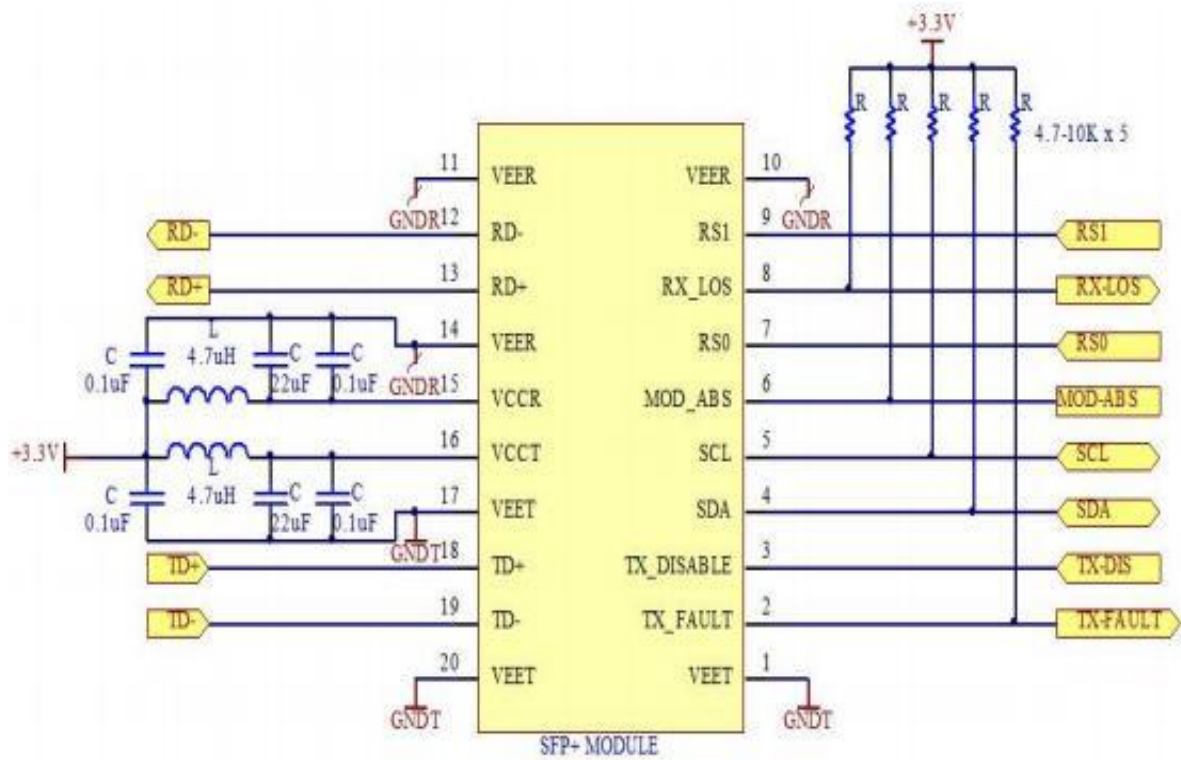 +3.3V
R R R R R
4.7-10K x 5
11 VEER VEER 10
GNDR GNDR
RD- 12 RD- RS1 9 RS1
RD+ 13 RD+ RX_LOS 8 RX-LOS
L
4.7uH
C
0.1uF
C
22uF
C
0.1uF
14 VEER RS0 7 RS0
GNDR
15 VCCR MOD_ABS 6 MOD-ABS
+3.3V
16 VCCT SCL 5 SCL
L
4.7uH
C
0.1uF
C
22uF
C
0.1uF
17 VEET SDA 4 SDA
GNDT
TD+ 18 TD+ TX_DISABLE 3 TX-DIS
TD- 19 TD- TX_FAULT 2 TX-FAULT
20 VEET VEET 1
GNDT GNDT
SFP+ MODULE